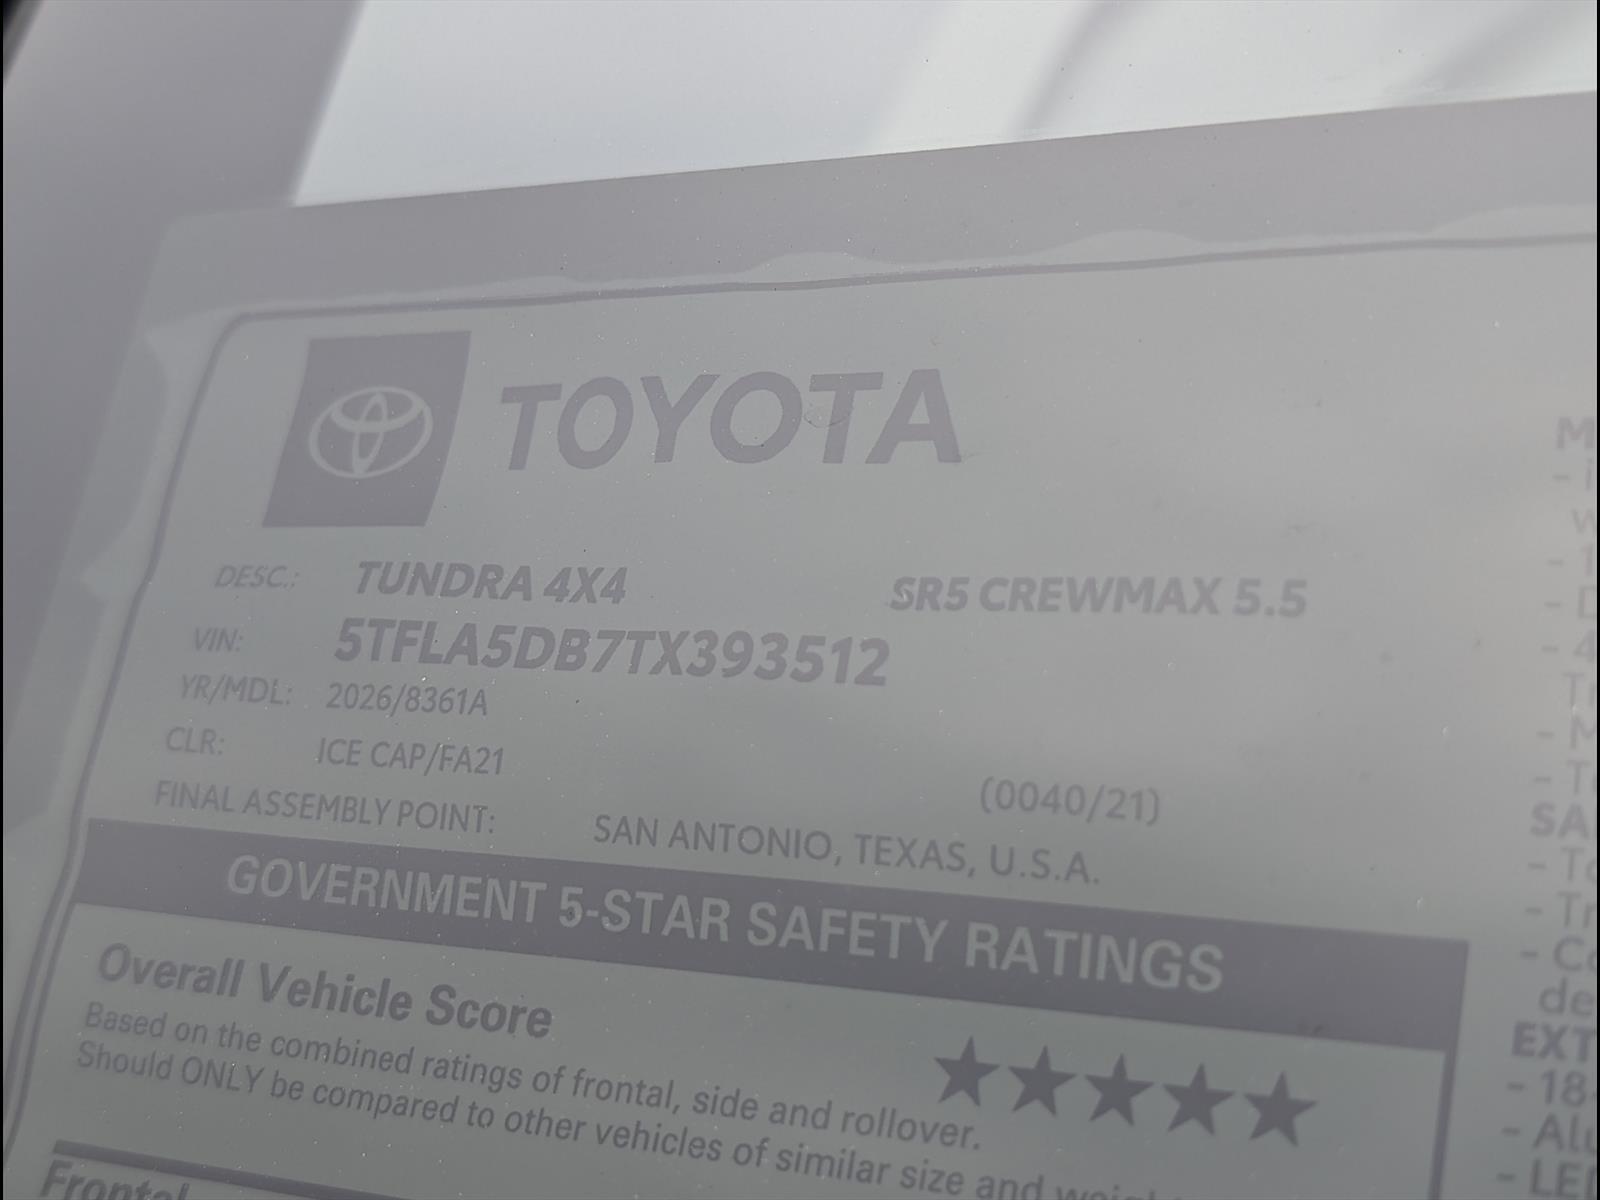 TOYOTA
DESC.: TUNDRA 4X4 SR5 CREWMAX 5.5
VIN: 5TFLA5DB7TX393512
YR/MDL: 2026/8361A
CLR: ICE CAP/FA21 (0040/21)
FINAL ASSEMBLY POINT: SAN ANTONIO, TEXAS, U.S.A.
GOVERNMENT 5-STAR SAFETY RATINGS
Overall Vehicle Score
Based on the combined ratings of frontal, side and rollover.
Should ONLY be compared to other vehicles of similar size and
Frontal
- 18-